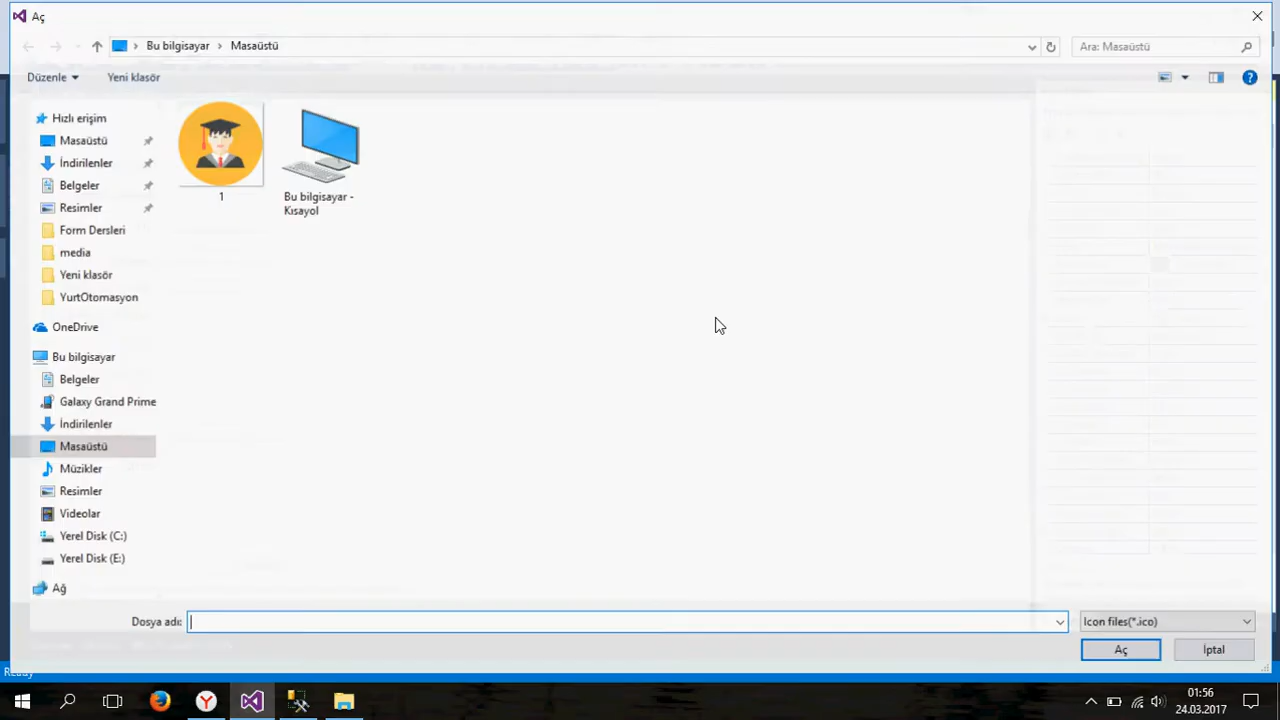 Aç
Bu bilgisayar
Masaüstü
Ara: Masaüstü
Düzenle
Yeni klasör
Hızlı erişim
Masaüstü
İndirilenler
Belgeler
Resimler
Form Dersleri
media
Yeni klasör
YurtOtomasyon
OneDrive
Bu bilgisayar
Belgeler
Galaxy Grand Prime
İndirilenler
Masaüstü
Müzikler
Resimler
Videolar
Yerel Disk (C:)
Yerel Disk (E:)
Ağ
1
Bu bilgisayar -
Kısayol
Dosya adı:
Icon files(*.ico)
Aç
İptal
Ready
01:56
24.03.2017